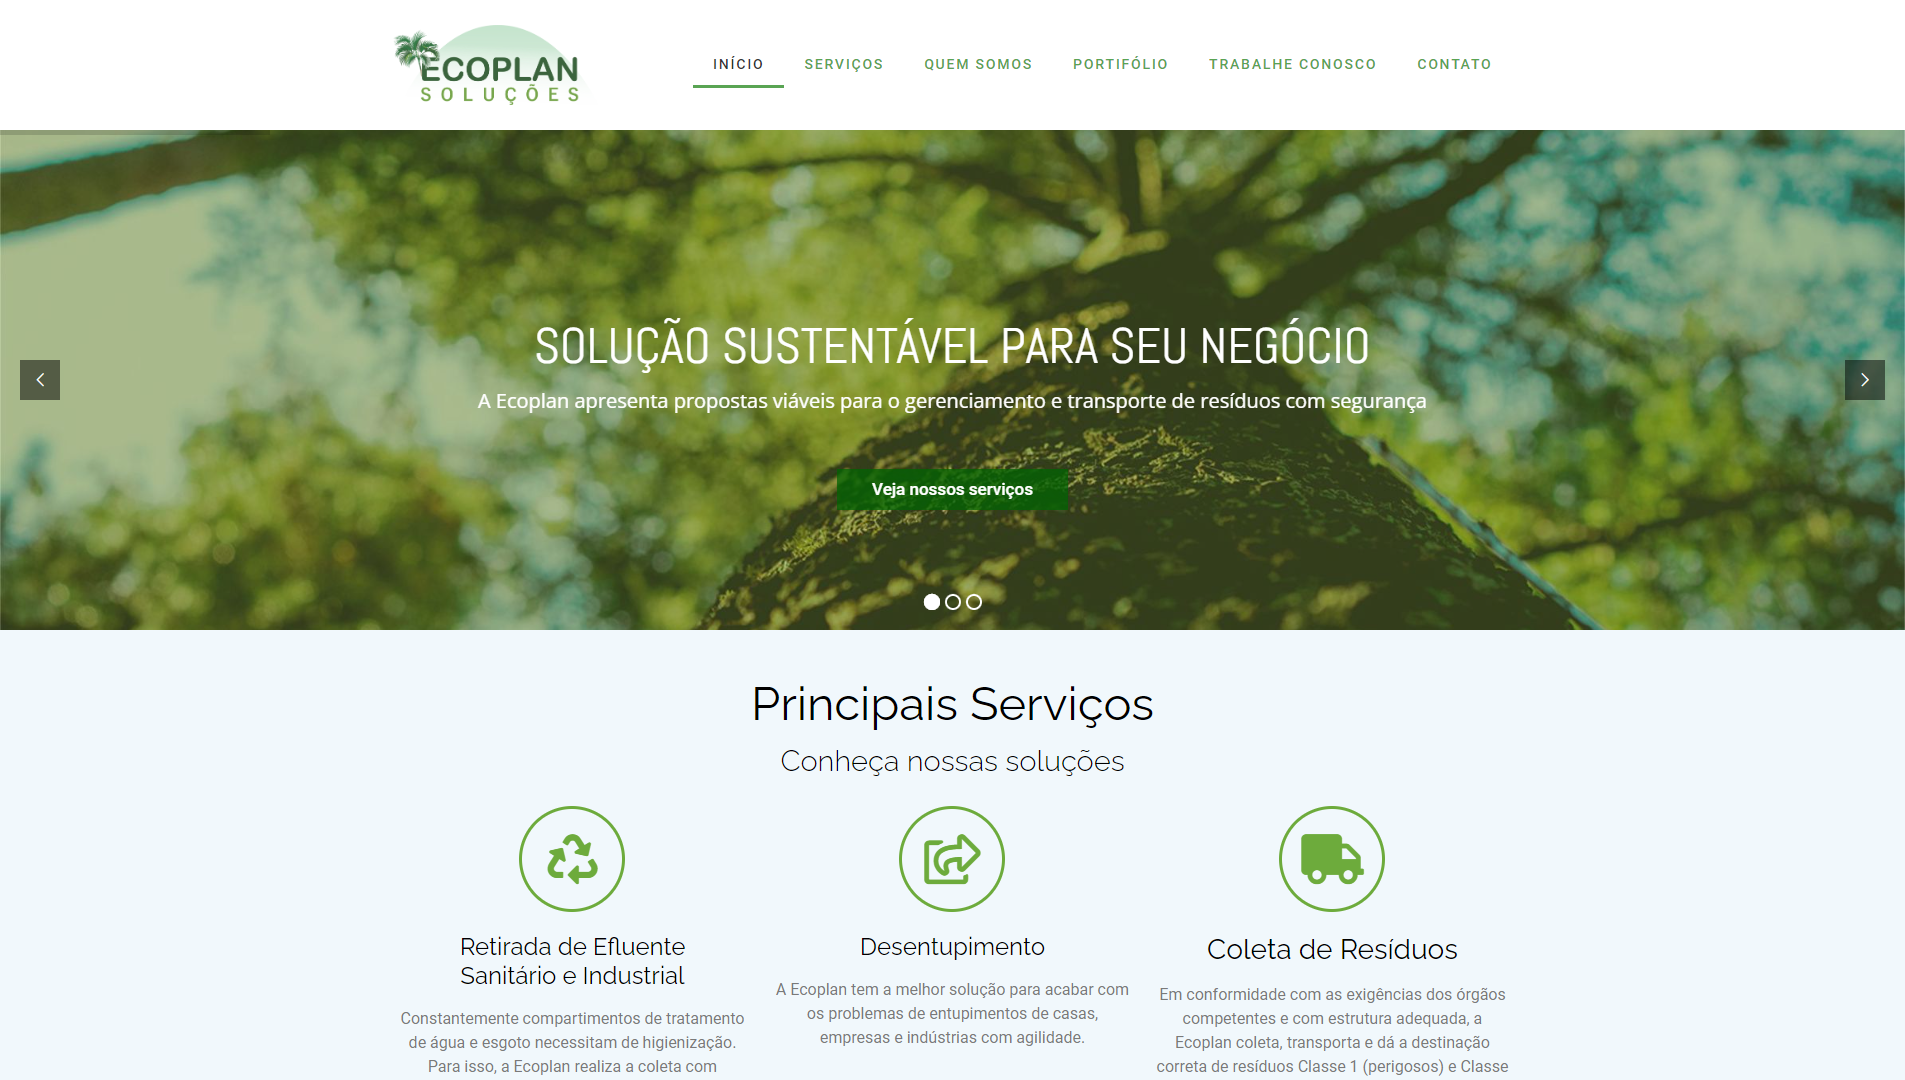 ECOPLAN
SOLUÇÕES
INÍCIO SERVIÇOS QUEM SOMOS PORTIFÓLIO TRABALHE CONOSCO CONTATO
SOLUÇÃO SUSTENTÁVEL PARA SEU NEGÓCIO
A Ecoplan apresenta propostas viáveis para o gerenciamento e transporte de resíduos com segurança
Veja nossos serviços
Principais Serviços
Conheça nossas soluções
Retirada de Efluente
Sanitário e Industrial
Constantemente compartimentos de tratamento
de água e esgoto necessitam de higienização.
Para isso, a Ecoplan realiza a coleta com
Desentupimento
A Ecoplan tem a melhor solução para acabar com
os problemas de entupimentos de casas,
empresas e indústrias com agilidade.
Coleta de Resíduos
Em conformidade com as exigências dos órgãos
competentes e com estrutura adequada, a
Ecoplan coleta, transporta e dá a destinação
correta de resíduos Classe 1 (perigosos) e Classe